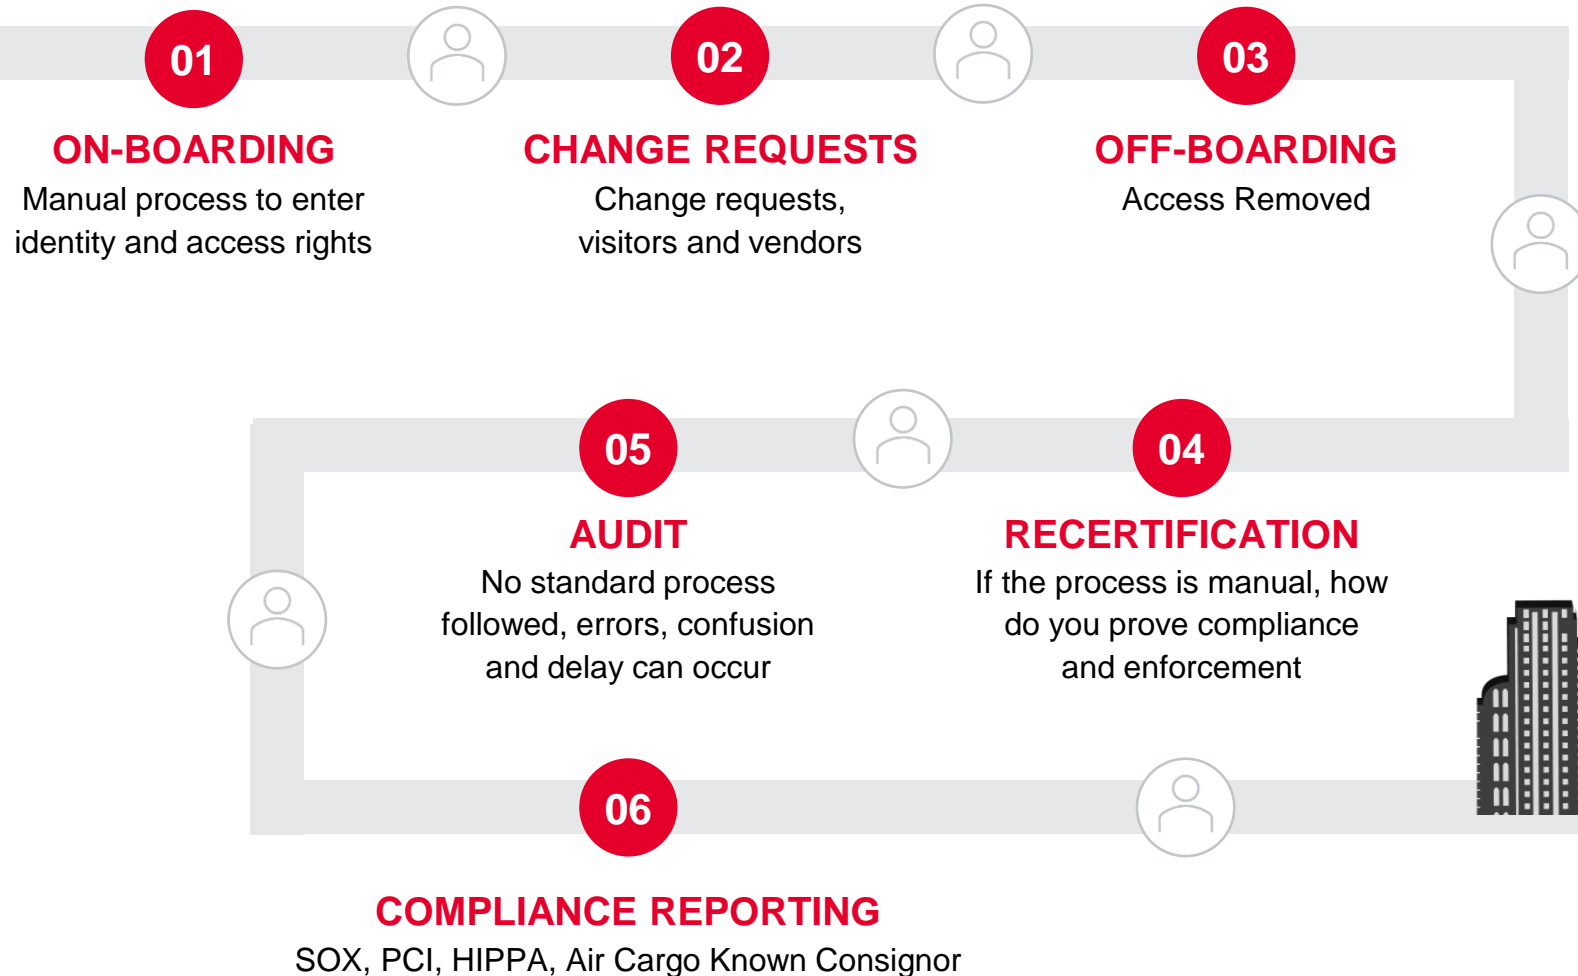 01
ON-BOARDING
Manual process to enter
identity and access rights
02
CHANGE REQUESTS
Change requests,
visitors and vendors
03
OFF-BOARDING
Access Removed
04
RECERTIFICATION
If the process is manual, how
do you prove compliance
and enforcement
05
AUDIT
No standard process
followed, errors, confusion
and delay can occur
06
COMPLIANCE REPORTING
SOX, PCI, HIPPA, Air Cargo Known Consignor